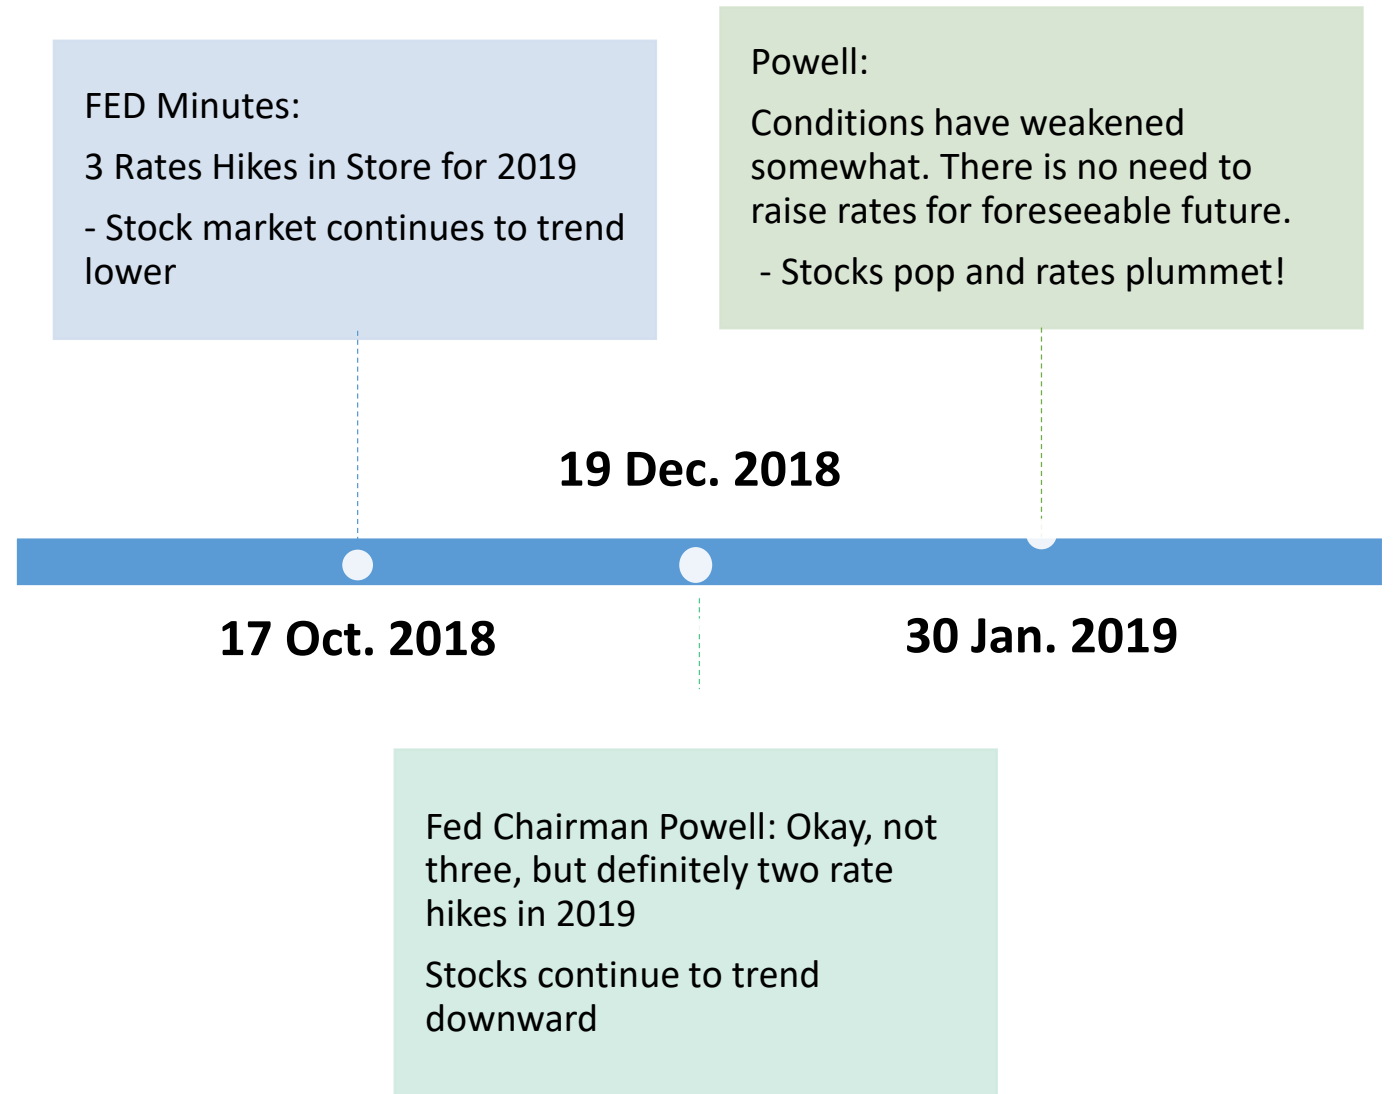 FED Minutes:
3 Rates Hikes in Store for 2019
- Stock market continues to trend
lower
Powell:
Conditions have weakened
somewhat. There is no need to
raise rates for foreseeable future.
- Stocks pop and rates plummet!
19 Dec. 2018
17 Oct. 2018
30 Jan. 2019
Fed Chairman Powell: Okay, not
three, but definitely two rate
hikes in 2019
Stocks continue to trend
downward